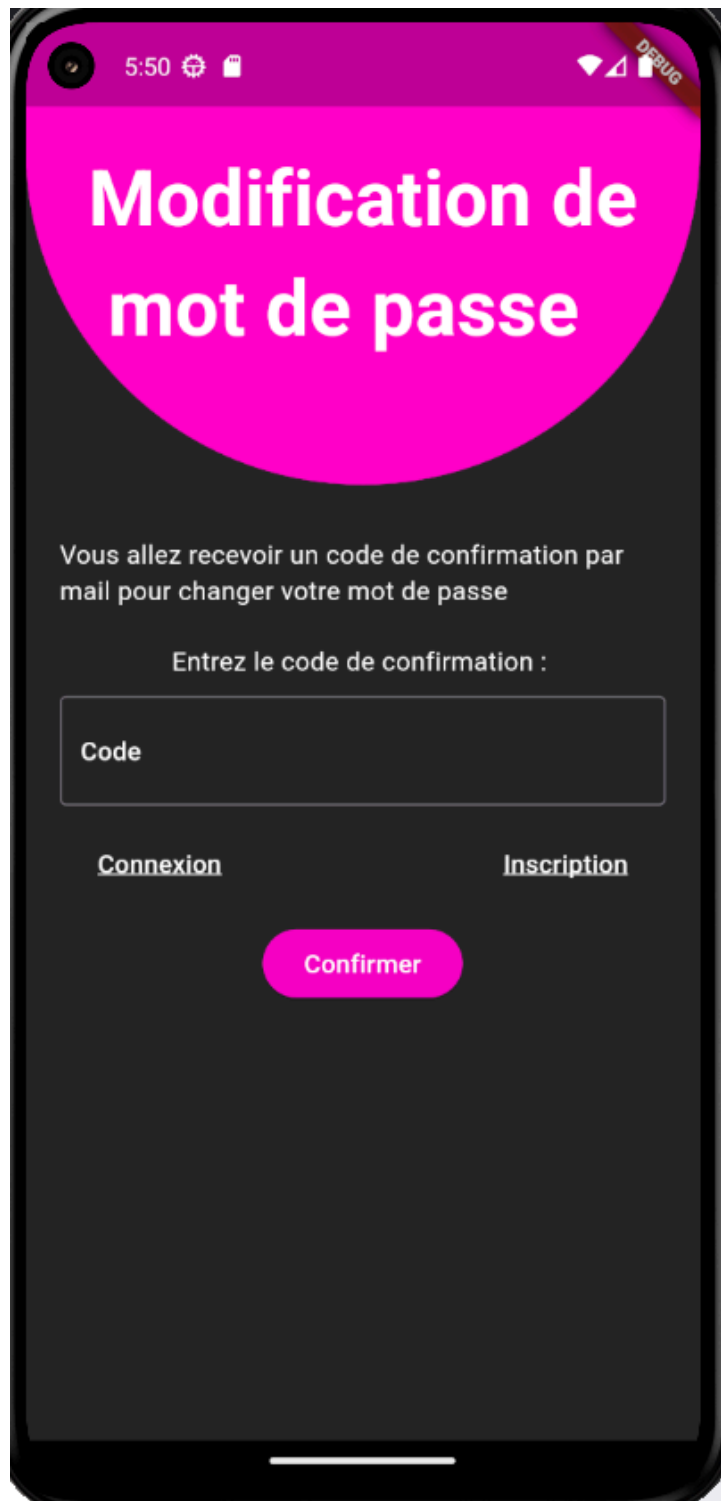 5:50
DEBUG
Modification de
mot de passe
Vous allez recevoir un code de confirmation par
mail pour changer votre mot de passe
Entrez le code de confirmation :
Code
Connexion Inscription
Confirmer